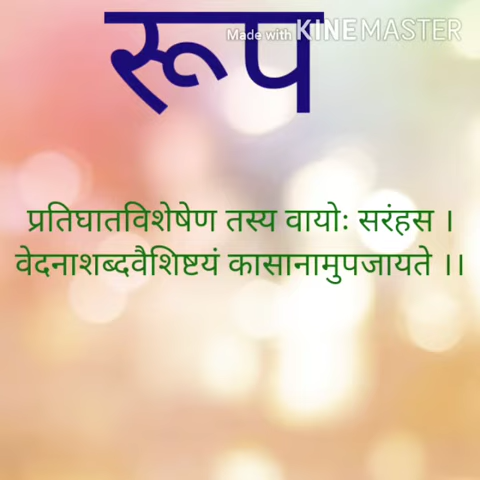 रूप
Made with KINEMASTER
प्रतिघातविशेषेण तस्य वायोः सरंहस ।
वेदनाशब्दवैशिष्टयं कासानामुपजायते ।।